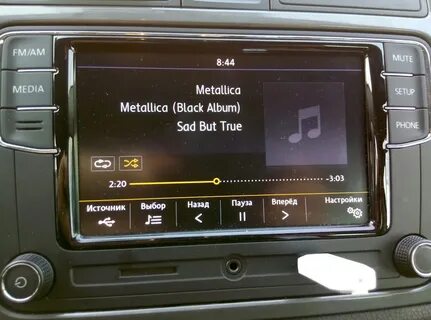 8:44
FM/AM
MEDIA
MUTE
SETUP
PHONE
Metallica
Metallica (Black Album)
Sad But True
2:20
-3:03
Источник
Выбор
Назад
Пауза
Вперёд
Настройки